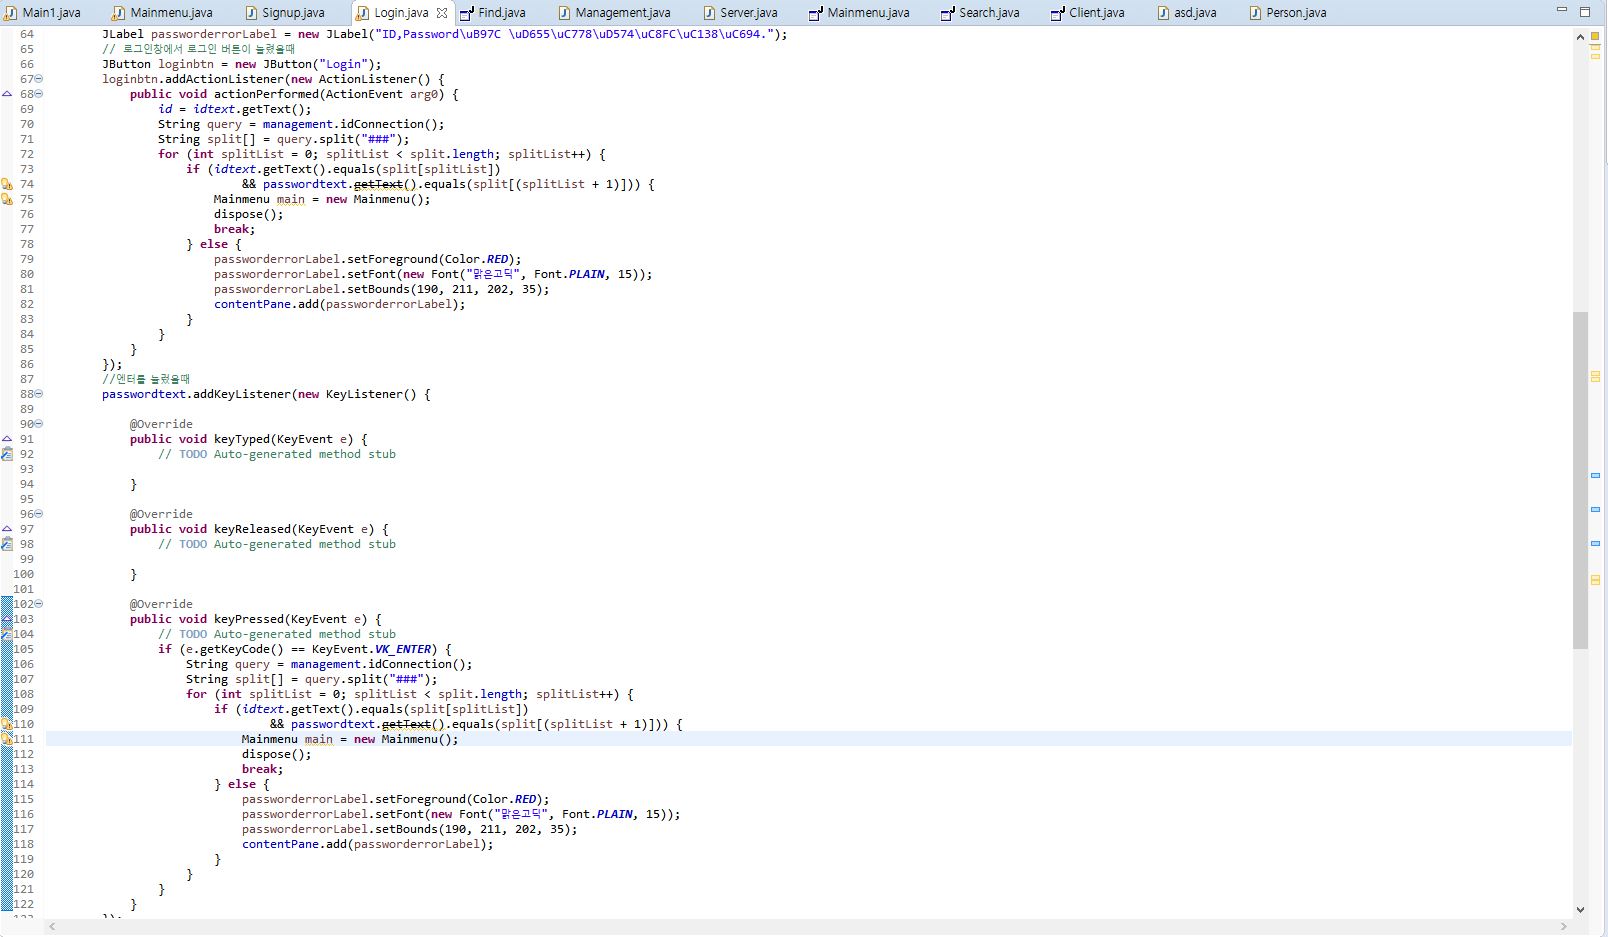 Main1.java Mainmenu.java Signup.java Login.java Find.java Management.java Server.java Mainmenu.java Search.java Client.java asd.java Person.java
64 JLabel passworderrorLabel = new JLabel("ID,Password\uB97C \uD655\uC778\uD574\uC8FC\uC138\uC694.");
65 // 로그인창에서 로그인 버튼이 눌렸을때
66 JButton loginbtn = new JButton("Login");
67 loginbtn.addActionListener(new ActionListener() {
68 public void actionPerformed(ActionEvent arg0) {
69 id = idtext.getText();
70 String query = management.idConnection();
71 String split[] = query.split("###");
72 for (int splitList = 0; splitList < split.length; splitList++) {
73 if (idtext.getText().equals(split[splitList])
74 && passwordtext.getText().equals(split[(splitList + 1)])) {
75 Mainmenu main = new Mainmenu();
76 dispose();
77 break;
78 } else {
79 passworderrorLabel.setForeground(Color.RED);
80 passworderrorLabel.setFont(new Font("맑은고딕", Font.PLAIN, 15));
81 passworderrorLabel.setBounds(190, 211, 202, 35);
82 contentPane.add(passworderrorLabel);
83 }
84 }
85 }
86 });
87 //엔터를 눌렀을때
88 passwordtext.addKeyListener(new KeyListener() {
89
90 @Override
91 public void keyTyped(KeyEvent e) {
92 // TODO Auto-generated method stub
93
94 }
95
96 @Override
97 public void keyReleased(KeyEvent e) {
98 // TODO Auto-generated method stub
99
100 }
101
102 @Override
103 public void keyPressed(KeyEvent e) {
104 // TODO Auto-generated method stub
105 if (e.getKeyCode() == KeyEvent.VK_ENTER) {
106 String query = management.idConnection();
107 String split[] = query.split("###");
108 for (int splitList = 0; splitList < split.length; splitList++) {
109 if (idtext.getText().equals(split[splitList])
110 && passwordtext.getText().equals(split[(splitList + 1)])) {
111 Mainmenu main = new Mainmenu();
112 dispose();
113 break;
114 } else {
115 passworderrorLabel.setForeground(Color.RED);
116 passworderrorLabel.setFont(new Font("맑은고딕", Font.PLAIN, 15));
117 passworderrorLabel.setBounds(190, 211, 202, 35);
118 contentPane.add(passworderrorLabel);
119 }
120 }
121 }
122 }